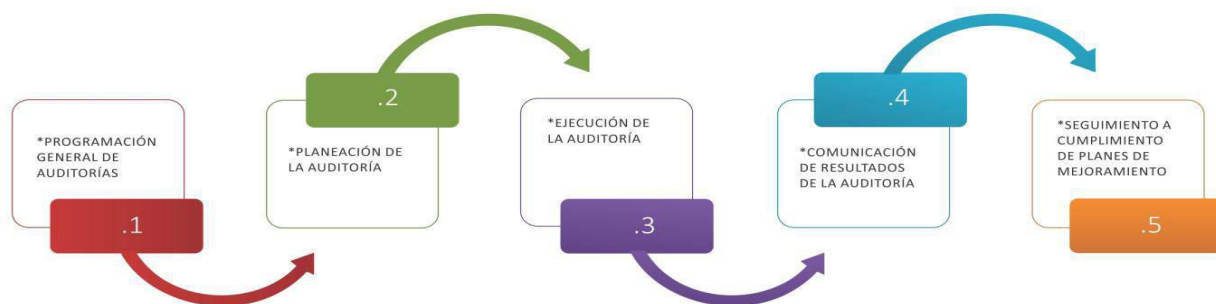 *PROGRAMACIÓN
GENERAL DE
AUDITORÍAS
.1
.2
*PLANEACIÓN DE
LA AUDITORÍA
*EJECUCIÓN DE
LA AUDITORÍA
.3
.4
*COMUNICACIÓN
DE RESULTADOS
DE LA AUDITORÍA
*SEGUIMIENTO A
CUMPLIMIENTO
DE PLANES DE
MEJORAMIENTO
.5